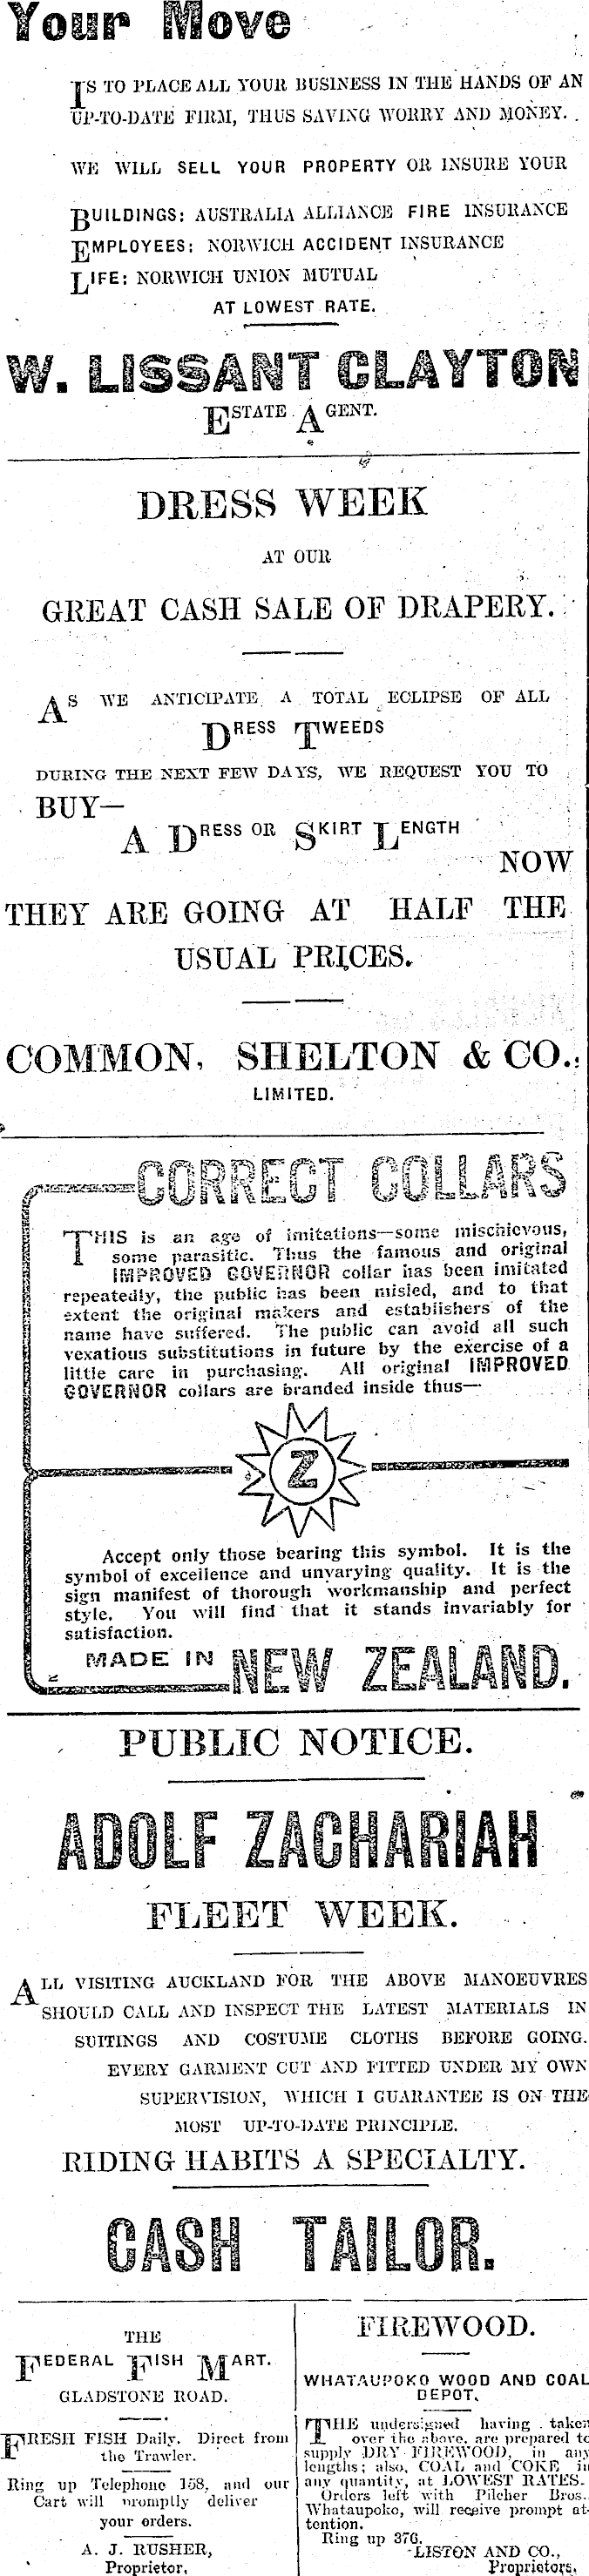 Your Move
IS TO PLACE ALL YOUR BUSINESS IN THE HANDS OF AN
UP-TO-DATE FIRM, THUS SAVING WORRY AND MONEY.
WE WILL SELL YOUR PROPERTY OR INSURE YOUR
BUILDINGS: AUSTRALIA ALLIANCE FIRE INSURANCE
EMPLOYEES: NORWICH ACCIDENT INSURANCE
LIFE: NORWICH UNION MUTUAL
AT LOWEST RATE.
W. LISSANT CLAYTON
ESTATE AGENT.
DRESS WEEK
AT OUR
GREAT CASH SALE OF DRAPERY.
AS WE ANTICIPATE A TOTAL ECLIPSE OF ALL
DRESS TWEEDS
DURING THE NEXT FEW DAYS, WE REQUEST YOU TO
BUY—
A DRESS OR SKIRT LENGTH
NOW
THEY ARE GOING AT HALF THE
USUAL PRICES.
COMMON, SHELTON & CO.,
LIMITED.
CORRECT COLLARS
THIS is an age of imitations—some mischievous,
some parasitic. Thus the famous and original
IMPROVED GOVERNOR collar has been imitated
repeatedly, the public has been misled, and to that
extent the original makers and establishers of the
name have suffered. The public can avoid all such
vexatious substitutions in future by the exercise of a
little care in purchasing. All original IMPROVED
GOVERNOR collars are branded inside thus—
Z
Accept only those bearing this symbol. It is the
symbol of excellence and unvarying quality. It is the
sign manifest of thorough workmanship and perfect
style. You will find that it stands invariably for
satisfaction.
MADE IN NEW ZEALAND.
PUBLIC NOTICE.
ADOLF ZACHARIAH
FLEET WEEK.
ALL VISITING AUCKLAND FOR THE ABOVE MANOEUVRES
SHOULD CALL AND INSPECT THE LATEST MATERIALS IN
SUITINGS AND COSTUME CLOTHS BEFORE GOING.
EVERY GARMENT CUT AND FITTED UNDER MY OWN
SUPERVISION, WHICH I GUARANTEE IS ON THE
MOST UP-TO-DATE PRINCIPLE.
RIDING HABITS A SPECIALTY.
CASH TAILOR.
THE
FEDERAL FISH MART.
GLADSTONE ROAD.
FRESH FISH Daily. Direct from
the Trawler.
Ring up Telephone 158, and our
Cart will promptly deliver
your orders.
A. J. RUSHER,
Proprietor.
FIREWOOD.
WHATAUPOKO WOOD AND COAL
DEPOT.
THE undersigned having taken
over the above, are prepared to
supply DRY FIREWOOD, in any
lengths; also, COAL and COKE in
any quantity, at LOWEST RATES.
Orders left with Pilcher Bros.,
Whataupoko, will receive prompt at-
tention.
Ring up 376.
LISTON AND CO.,
Proprietors.